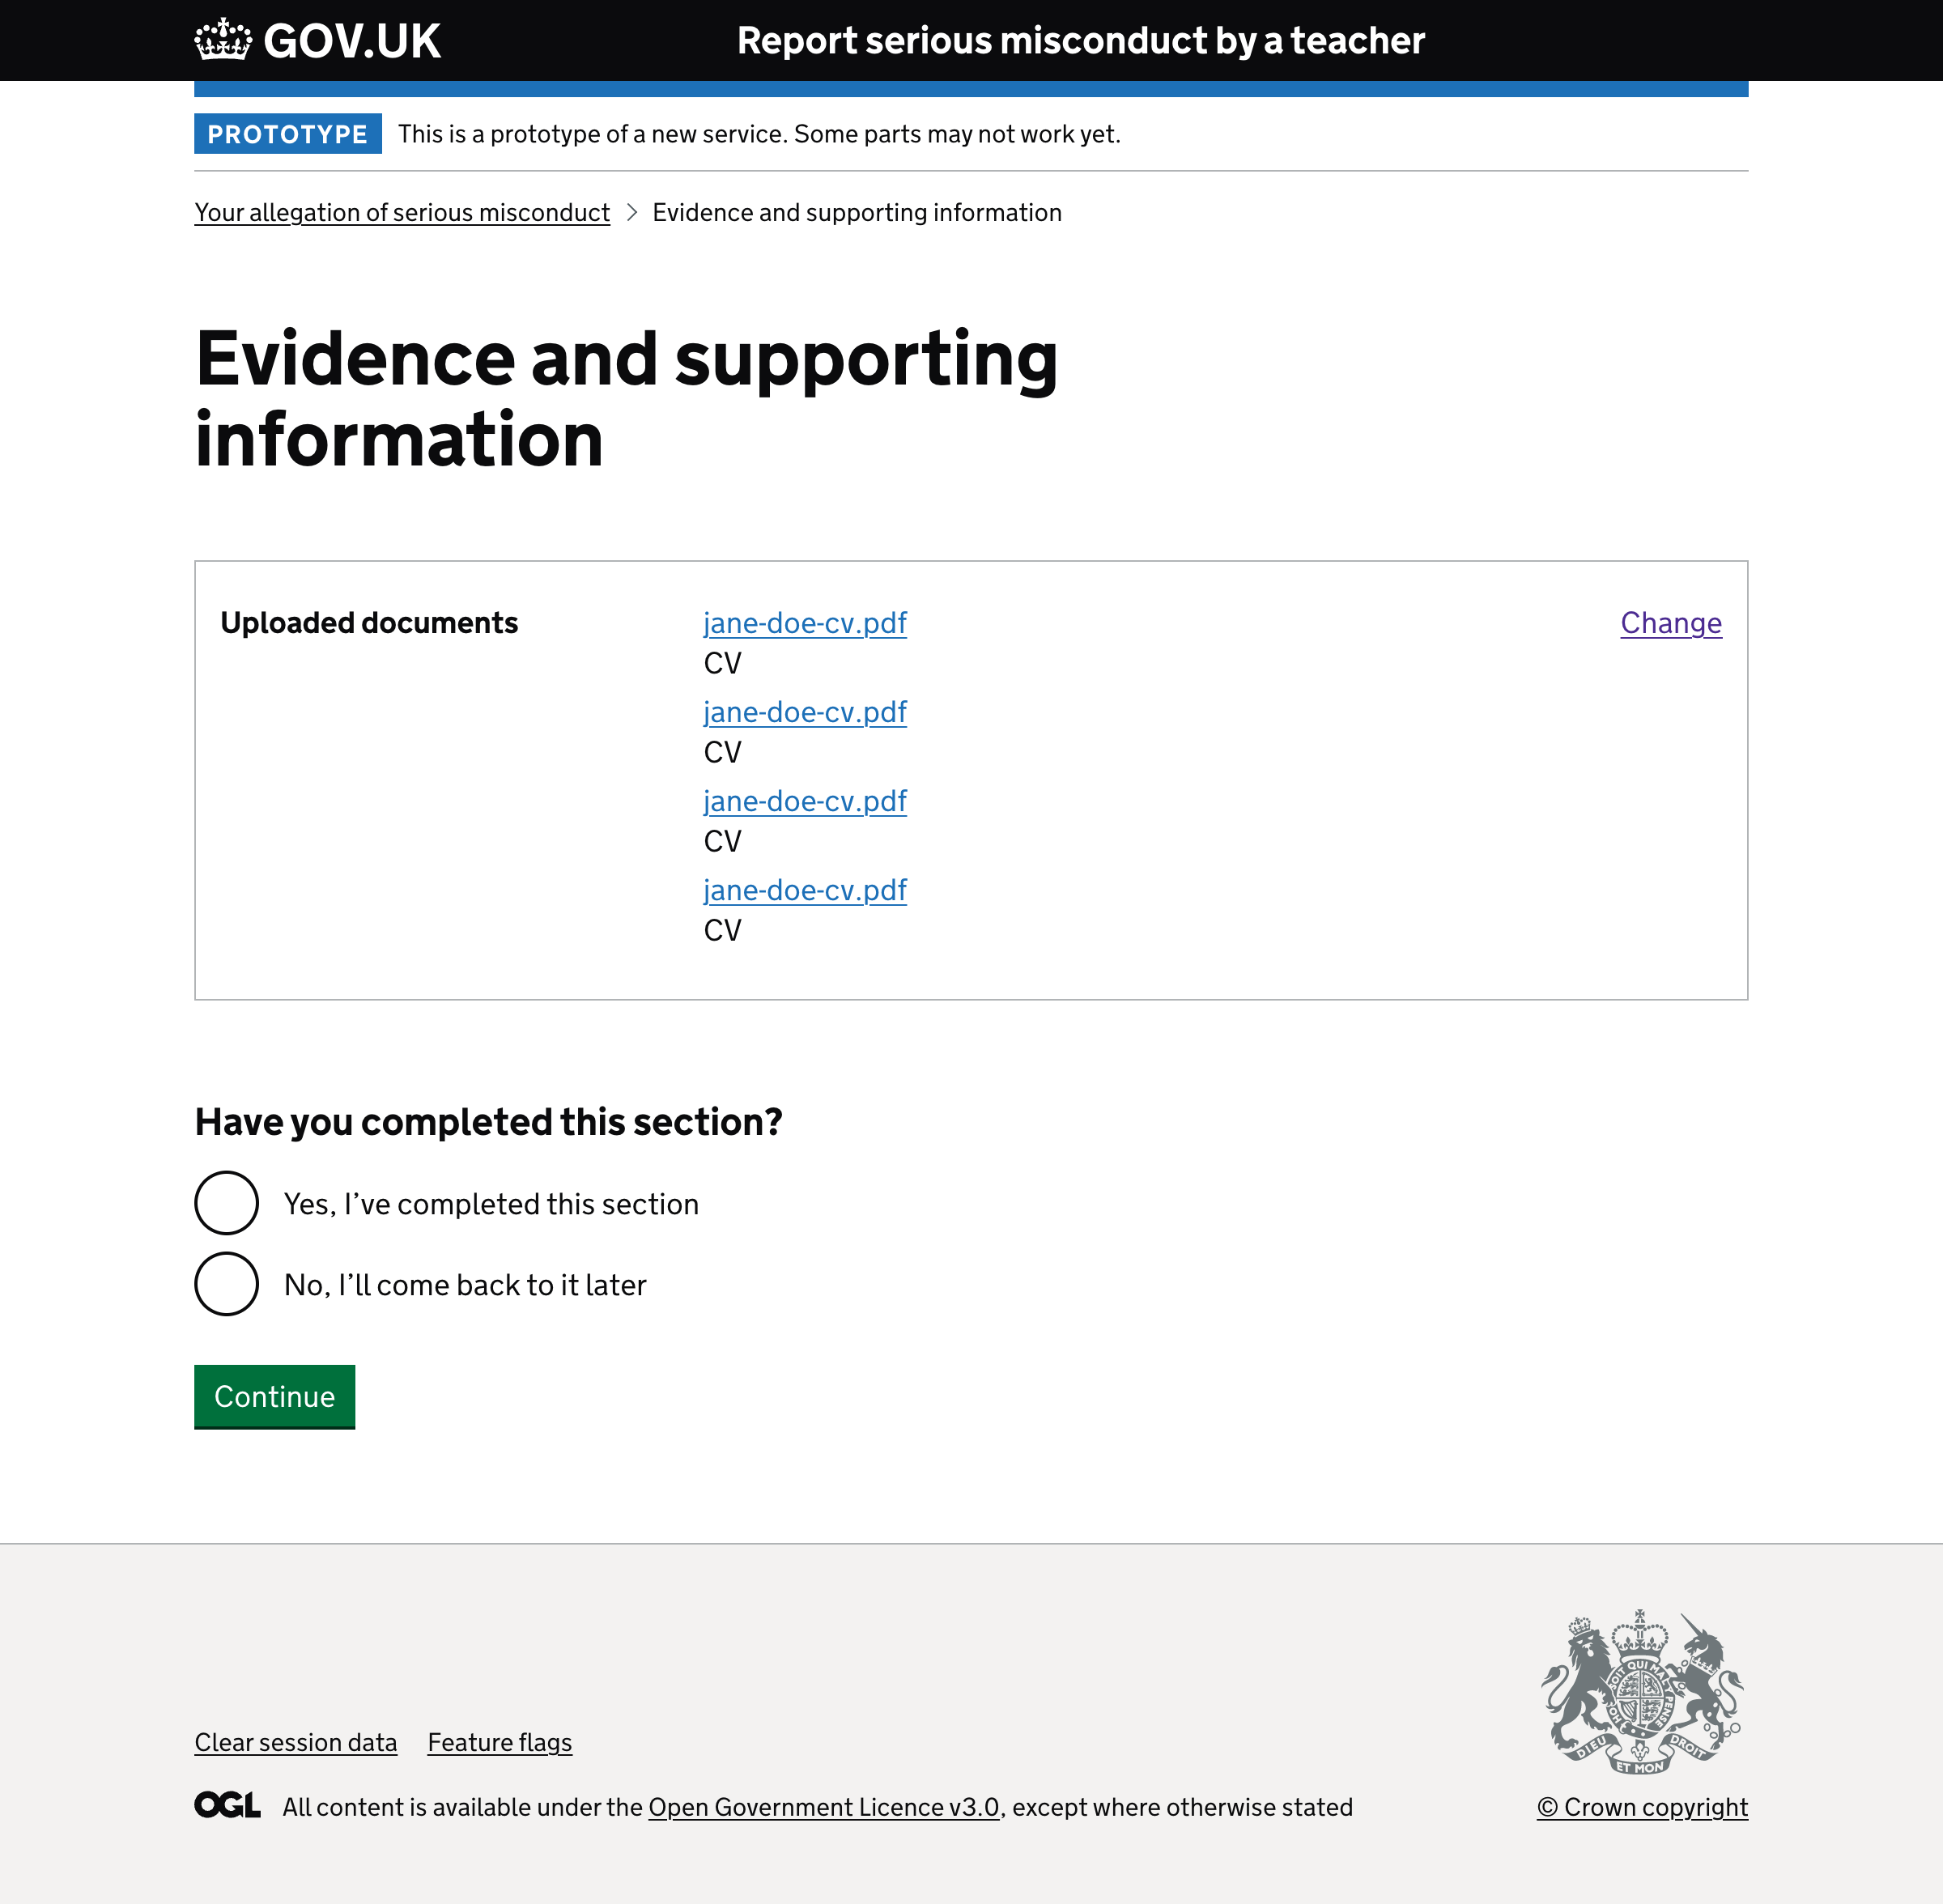 GOV.UK
Report serious misconduct by a teacher
PROTOTYPE
This is a prototype of a new service. Some parts may not work yet.
Your allegation of serious misconduct
Evidence and supporting information
Evidence and supporting
information
Uploaded documents
jane-doe-cv.pdf
Change
CV
jane-doe-cv.pdf
CV
jane-doe-cv.pdf
CV
jane-doe-cv.pdf
CV
Have you completed this section?
Yes, I’ve completed this section
No, I’ll come back to it later
Continue
Clear session data
Feature flags
OGL
All content is available under the Open Government Licence v3.0, except where otherwise stated
DIEU
ET MON
DROIT
© Crown copyright